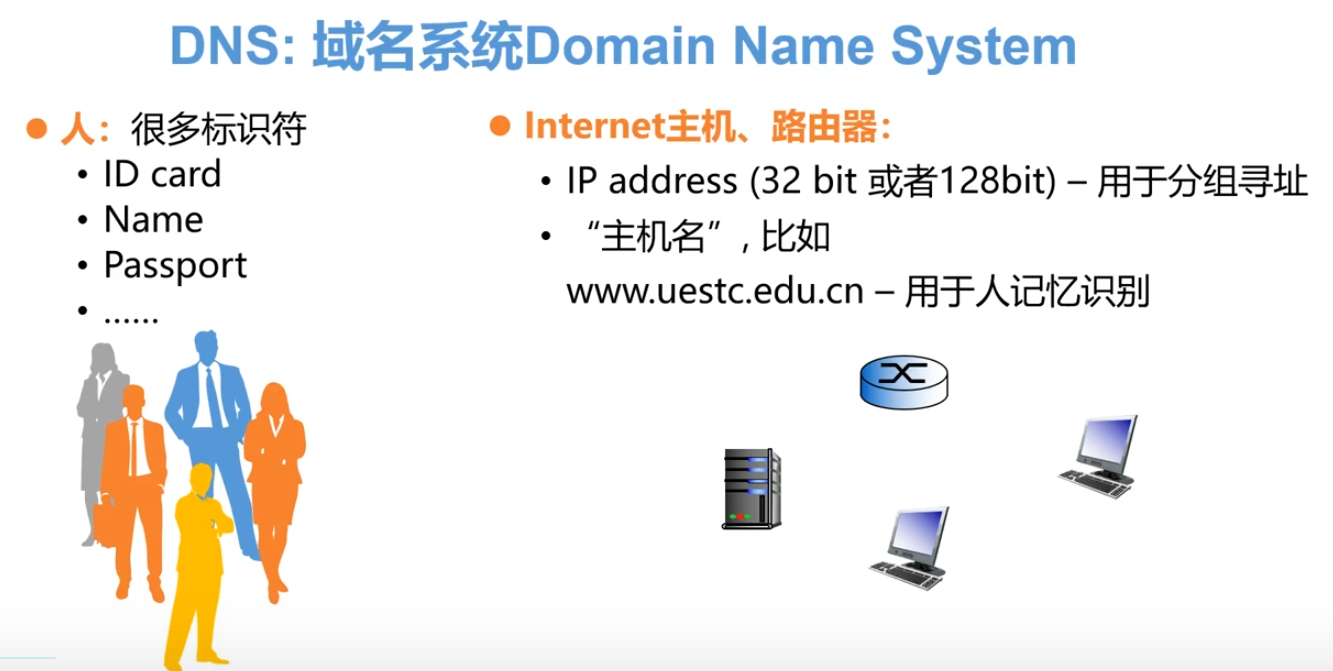 DNS: 域名系统Domain Name System
● 人：很多标识符
• ID card
• Name
• Passport
• ......
● Internet主机、路由器：
• IP address (32 bit 或者128bit) – 用于分组寻址
• “主机名”, 比如
www.uestc.edu.cn – 用于人记忆识别